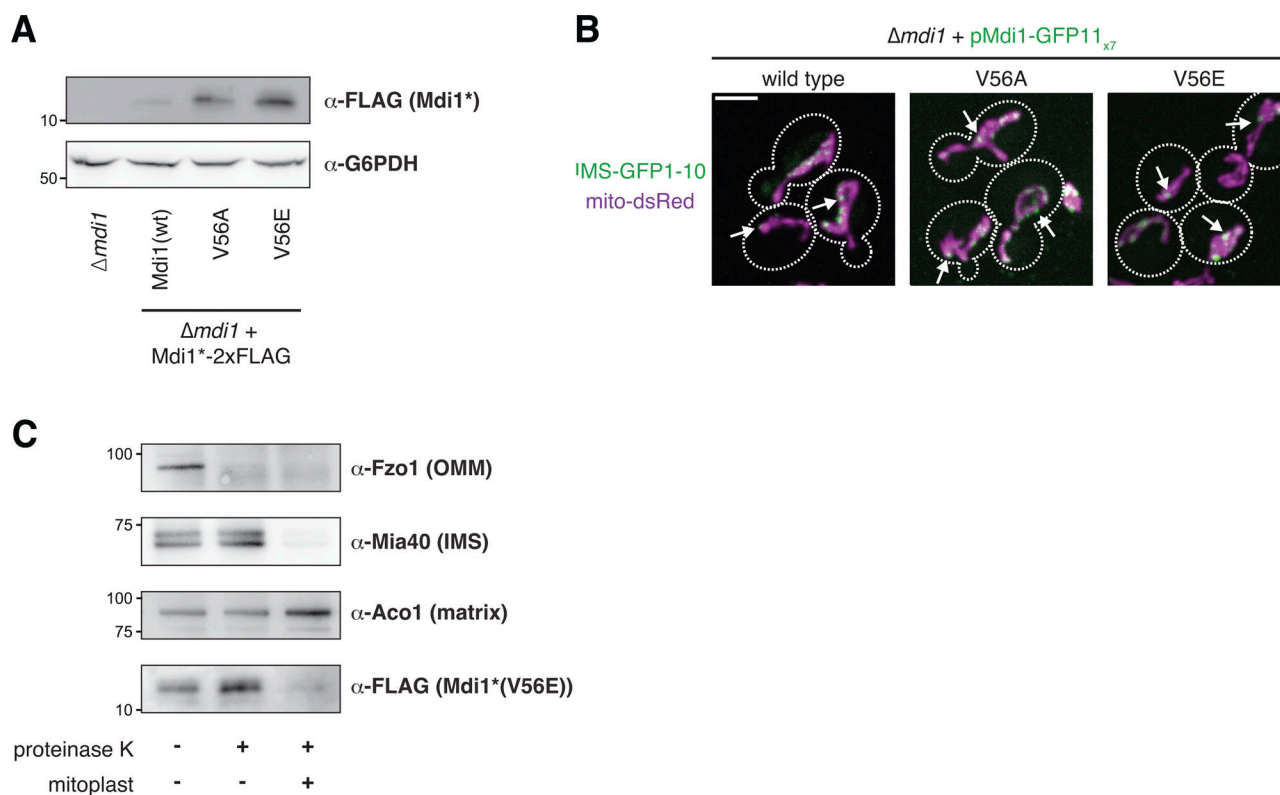 A
10
α-FLAG (Mdi1*)
50
α-G6PDH
Δmdi1
Mdi1(wt)
V56A
V56E
Δmdi1 +
Mdi1*-2xFLAG
B
Δmdi1 + pMdi1-GFP11x7
wild type V56A V56E
IMS-GFP1-10
mito-dsRed
C
100
α-Fzo1 (OMM)
75
α-Mia40 (IMS)
100
75
α-Aco1 (matrix)
10
α-FLAG (Mdi1*(V56E))
proteinase K - + +
mitoplast - - +